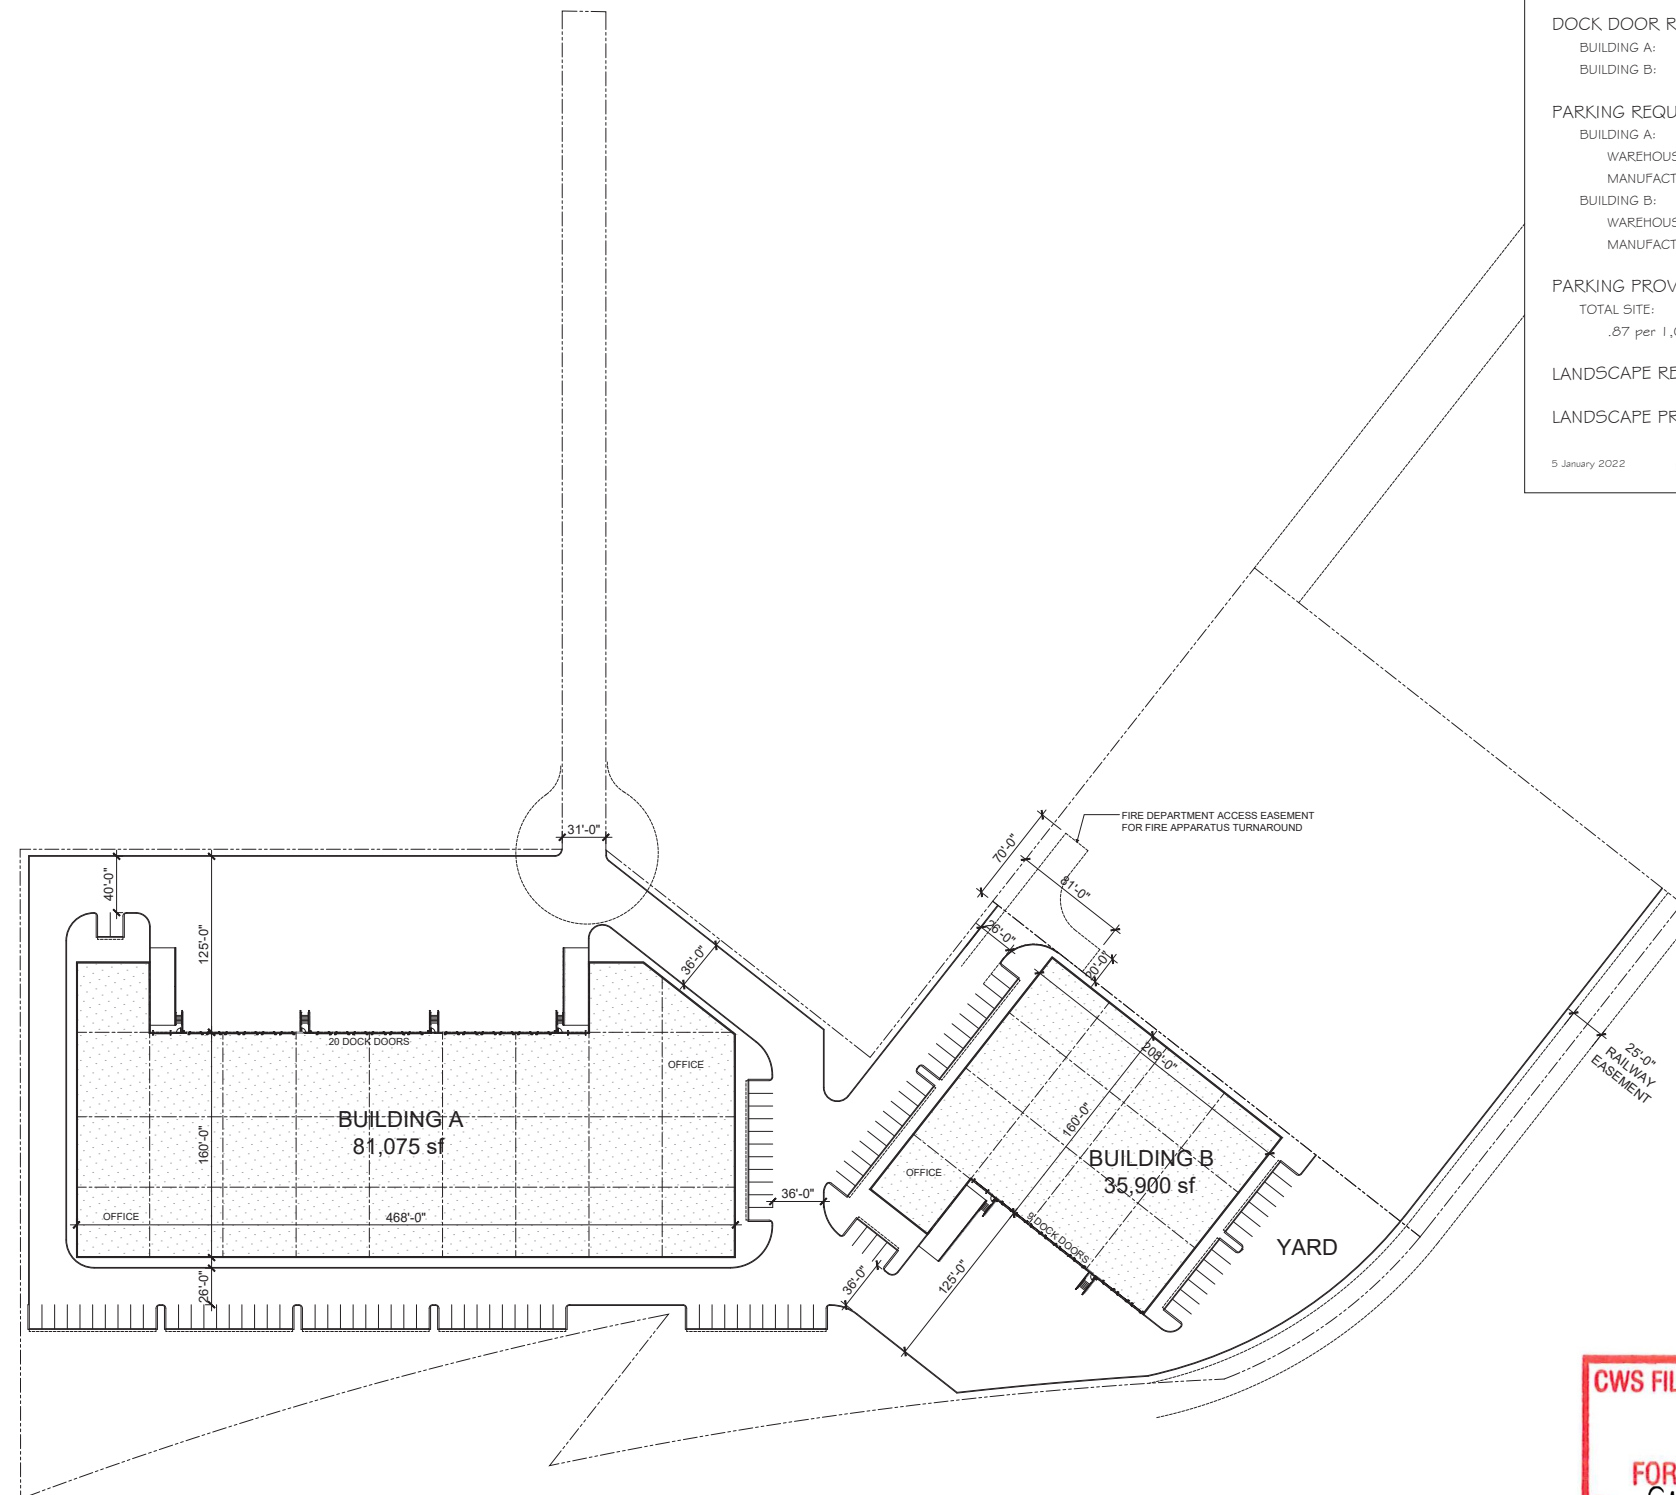 DOCK DOOR R
BUILDING A:
BUILDING B:
PARKING REQU
BUILDING A:
WAREHOUS
MANUFACT
BUILDING B:
WAREHOUS
MANUFACT
PARKING PROV
TOTAL SITE:
.87 per 1,0
LANDSCAPE RE
LANDSCAPE PR
5 January 2022
FIRE DEPARTMENT ACCESS EASEMENT
FOR FIRE APPARATUS TURNAROUND
31'-0"
70'-0"
81'-0"
40'-0"
125'-0"
36'-0"
26'-0"
20'-0"
20 DOCK DOORS
OFFICE
208'-0"
25'-0"
RAILWAY
EASEMENT
BUILDING A
81,075 sf
160'-0"
160'-0"
BUILDING B
35,900 sf
OFFICE
36'-0"
OFFICE
468'-0"
8 DOCK DOORS
YARD
26'-0"
36'-0"
125'-0"
CWS FIL
FOR